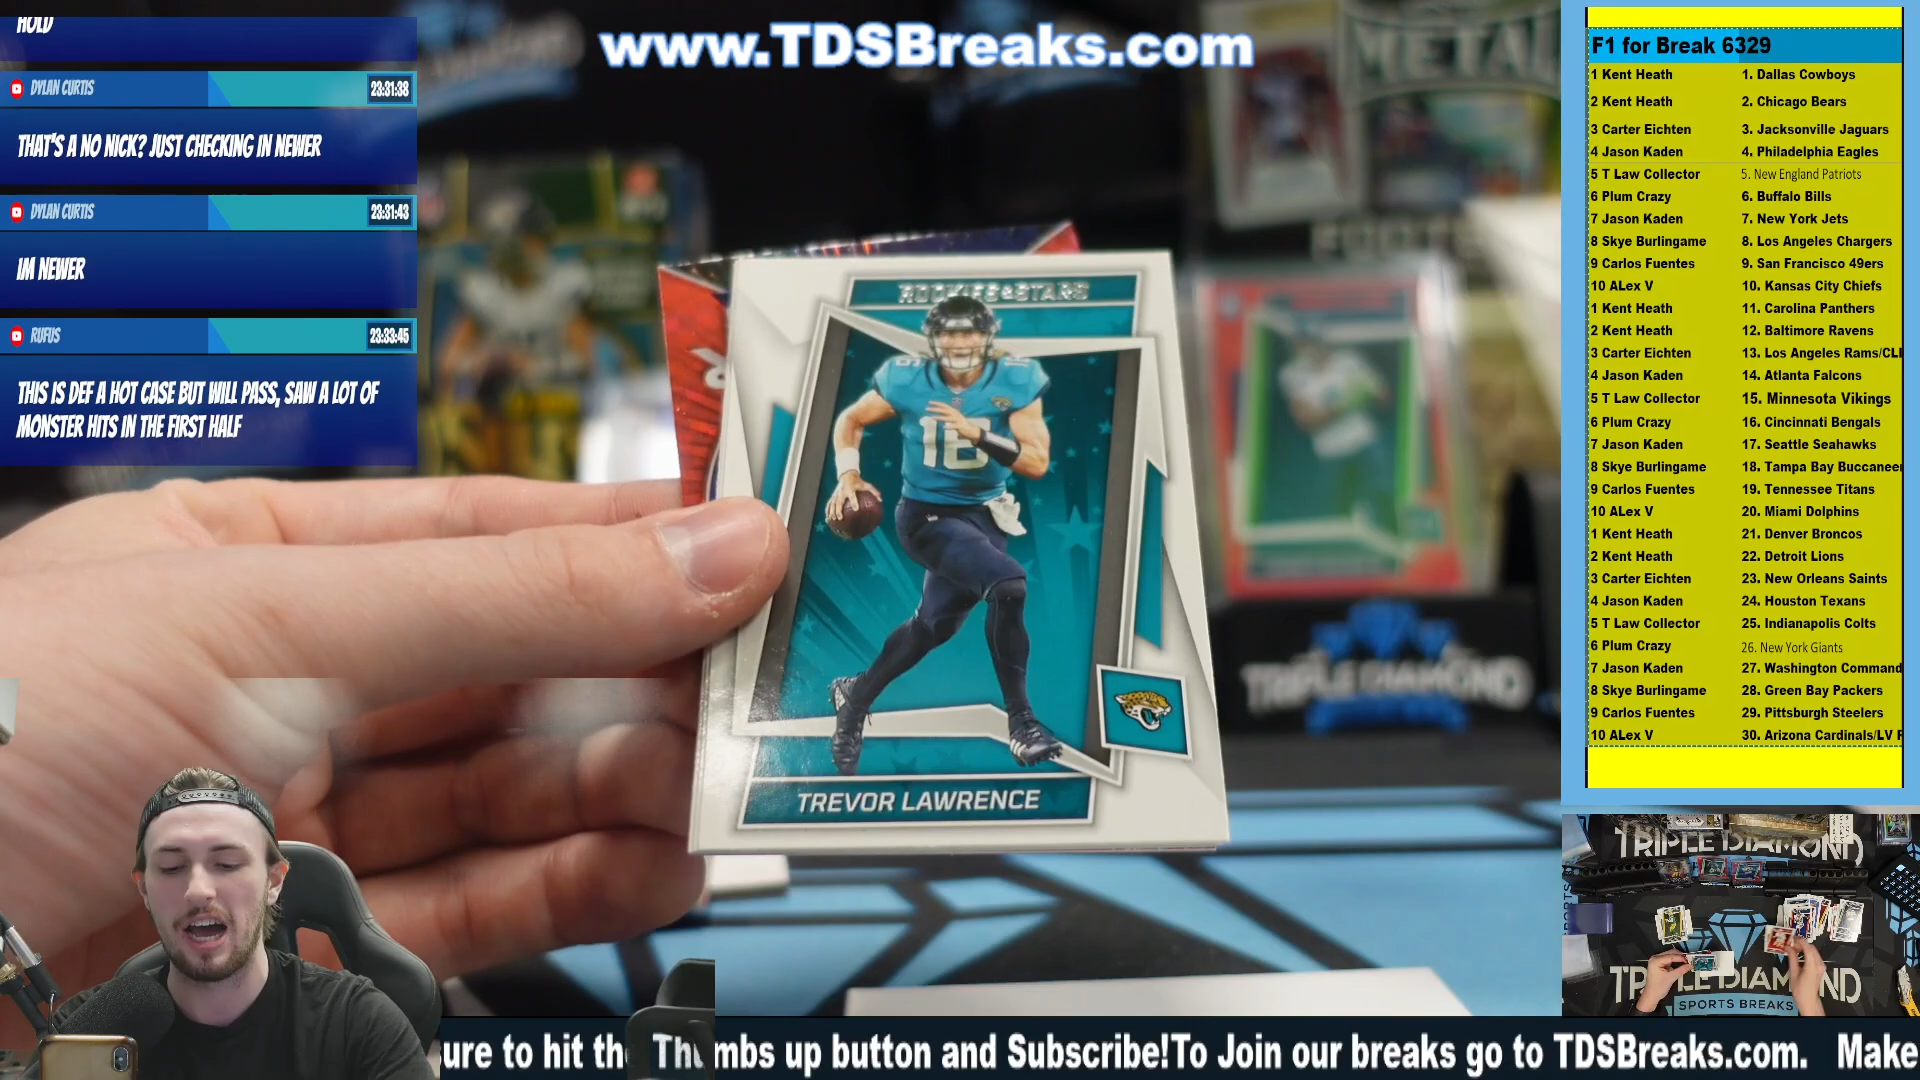 HOLD
DYLAN CURTIS
23:31:38
THAT'S A NO NICK? JUST CHECKING IN NEWER
DYLAN CURTIS
23:31:43
IM NEWER
RUFUS
23:33:45
THIS IS DEF A HOT CASE BUT WILL PASS, SAW A LOT OF
MONSTER HITS IN THE FIRST HALF
www.TDSBreaks.com
METAL
ROOKIES & STARS
16
TREVOR LAWRENCE
TRIPLE DIAMOND
F1 for Break 6329
1 Kent Heath 1. Dallas Cowboys
2 Kent Heath 2. Chicago Bears
3 Carter Eichten 3. Jacksonville Jaguars
4 Jason Kaden 4. Philadelphia Eagles
5 T Law Collector 5. New England Patriots
6 Plum Crazy 6. Buffalo Bills
7 Jason Kaden 7. New York Jets
8 Skye Burlingame 8. Los Angeles Chargers
9 Carlos Fuentes 9. San Francisco 49ers
10 ALex V 10. Kansas City Chiefs
1 Kent Heath 11. Carolina Panthers
2 Kent Heath 12. Baltimore Ravens
3 Carter Eichten 13. Los Angeles Rams/CLE
4 Jason Kaden 14. Atlanta Falcons
5 T Law Collector 15. Minnesota Vikings
6 Plum Crazy 16. Cincinnati Bengals
7 Jason Kaden 17. Seattle Seahawks
8 Skye Burlingame 18. Tampa Bay Buccaneer
9 Carlos Fuentes 19. Tennessee Titans
10 ALex V 20. Miami Dolphins
1 Kent Heath 21. Denver Broncos
2 Kent Heath 22. Detroit Lions
3 Carter Eichten 23. New Orleans Saints
4 Jason Kaden 24. Houston Texans
5 T Law Collector 25. Indianapolis Colts
6 Plum Crazy 26. New York Giants
7 Jason Kaden 27. Washington Command
8 Skye Burlingame 28. Green Bay Packers
9 Carlos Fuentes 29. Pittsburgh Steelers
10 ALex V 30. Arizona Cardinals/LV
TRIPLE DIAMOND
TRIPLE DIAMOND
SPORTS BREAKS
ure to hit the Thumbs up button and Subscribe!To Join our breaks go to TDSBreaks.com. Make